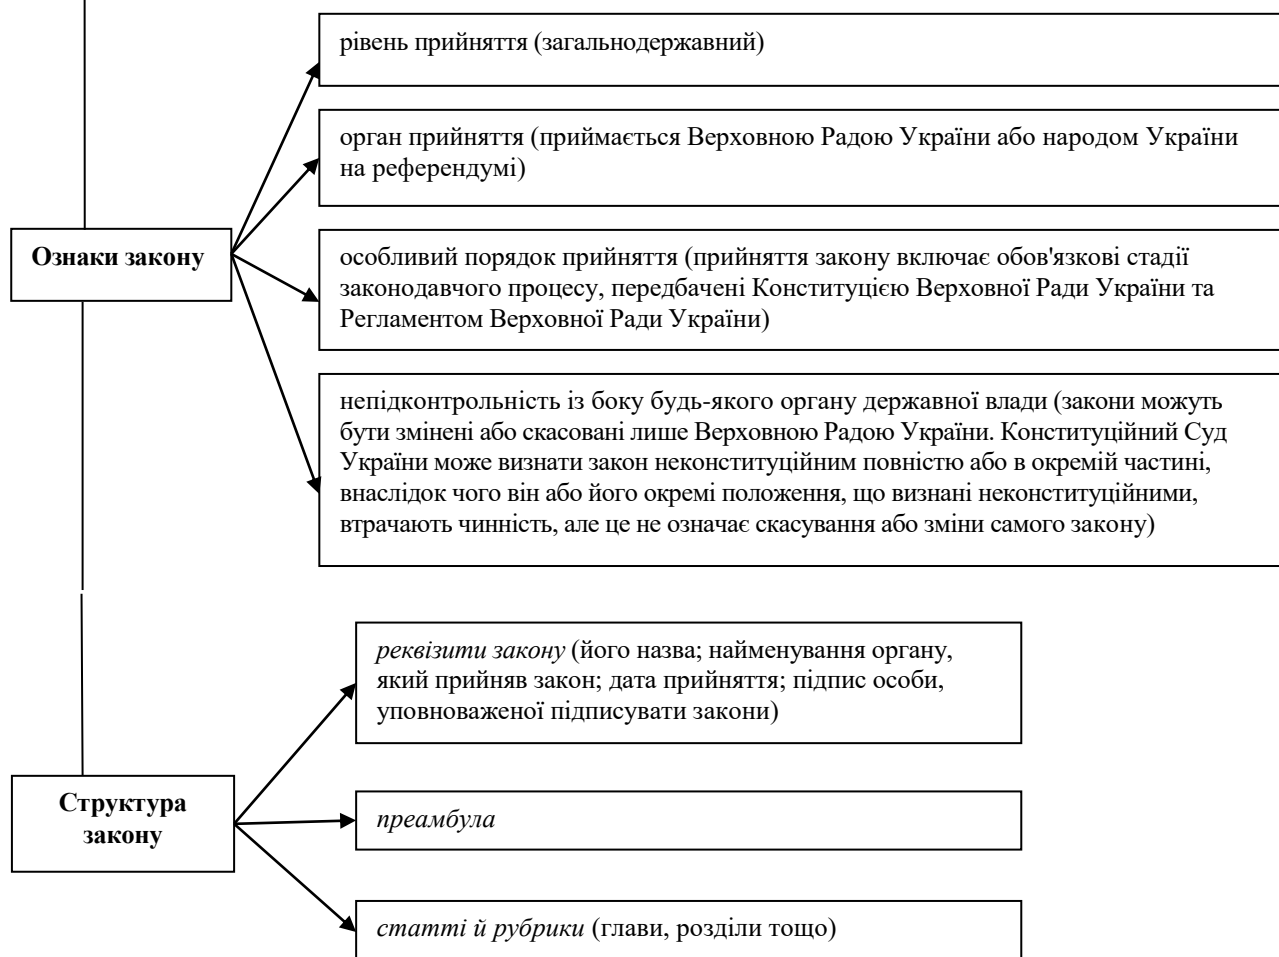 рівень прийняття (загальнодержавний)
орган прийняття (приймається Верховною Радою України або народом України
на референдумі)
Ознаки закону
особливий порядок прийняття (прийняття закону включає обов'язкові стадії
законодавчого процесу, передбачені Конституцією Верховної Ради України та
Регламентом Верховної Ради України)
непідконтрольність із боку будь-якого органу державної влади (закони можуть
бути змінені або скасовані лише Верховною Радою України. Конституційний Суд
України може визнати закон неконституційним повністю або в окремій частині,
внаслідок чого він або його окремі положення, що визнані неконституційними,
втрачають чинність, але це не означає скасування або зміни самого закону)
реквізити закону (його назва; найменування органу,
який прийняв закон; дата прийняття; підпис особи,
уповноваженої підписувати закони)
Структура
закону
преамбула
статті й рубрики (глави, розділи тощо)